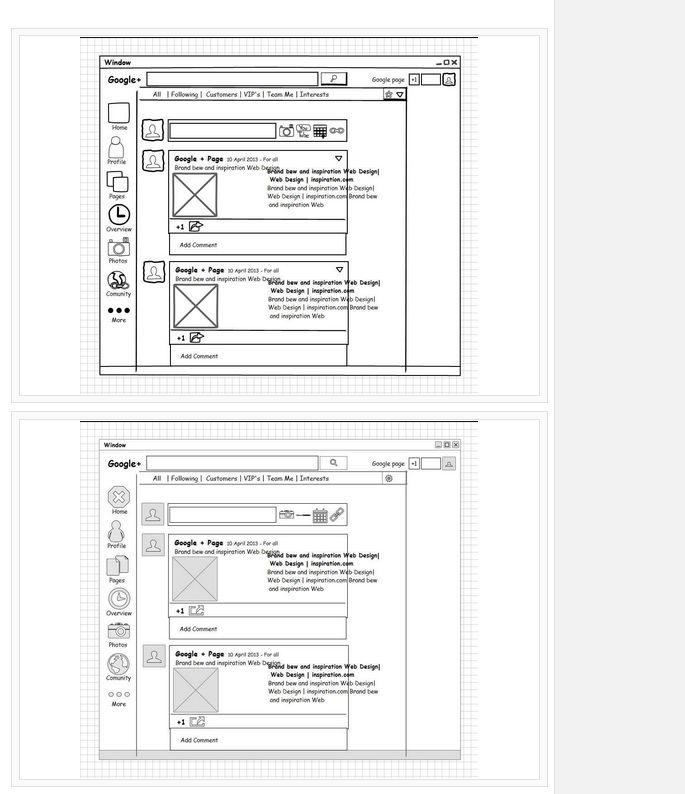 Window
Google+
Google page +1
All | Following | Customers | VIP's | Team Me | Interests
Home
Profile
Pages
Overview
Photos
Comunity
More
You
Tube
Google + Page 10 April 2013 - For all
Brand bew and inspiration Web Design
Brand bew and inspiration Web Design|
Web Design | inspiration.com
Brand bew and inspiration Web Design|
Web Design | inspiration.com Brand bew
and inspiration Web
+1
Add Comment
Google + Page 10 April 2013 - For all
Brand bew and inspiration Web Design
Brand bew and inspiration Web Design|
Web Design | inspiration.com
Brand bew and inspiration Web Design|
Web Design | inspiration.com Brand bew
and inspiration Web
+1
Add Comment
Window
Google+
Google page +1
All | Following | Customers | VIP's | Team Me | Interests
Home
Profile
Pages
Overview
Photos
Comunity
More
Google + Page 10 April 2013 - For all
Brand bew and inspiration Web Design
Brand bew and inspiration Web Design|
Web Design | inspiration.com
Brand bew and inspiration Web Design|
Web Design | inspiration.com Brand bew
and inspiration Web
+1
Add Comment
Google + Page 10 April 2013 - For all
Brand bew and inspiration Web Design
Brand bew and inspiration Web Design|
Web Design | inspiration.com
Brand bew and inspiration Web Design|
Web Design | inspiration.com Brand bew
and inspiration Web
+1
Add Comment